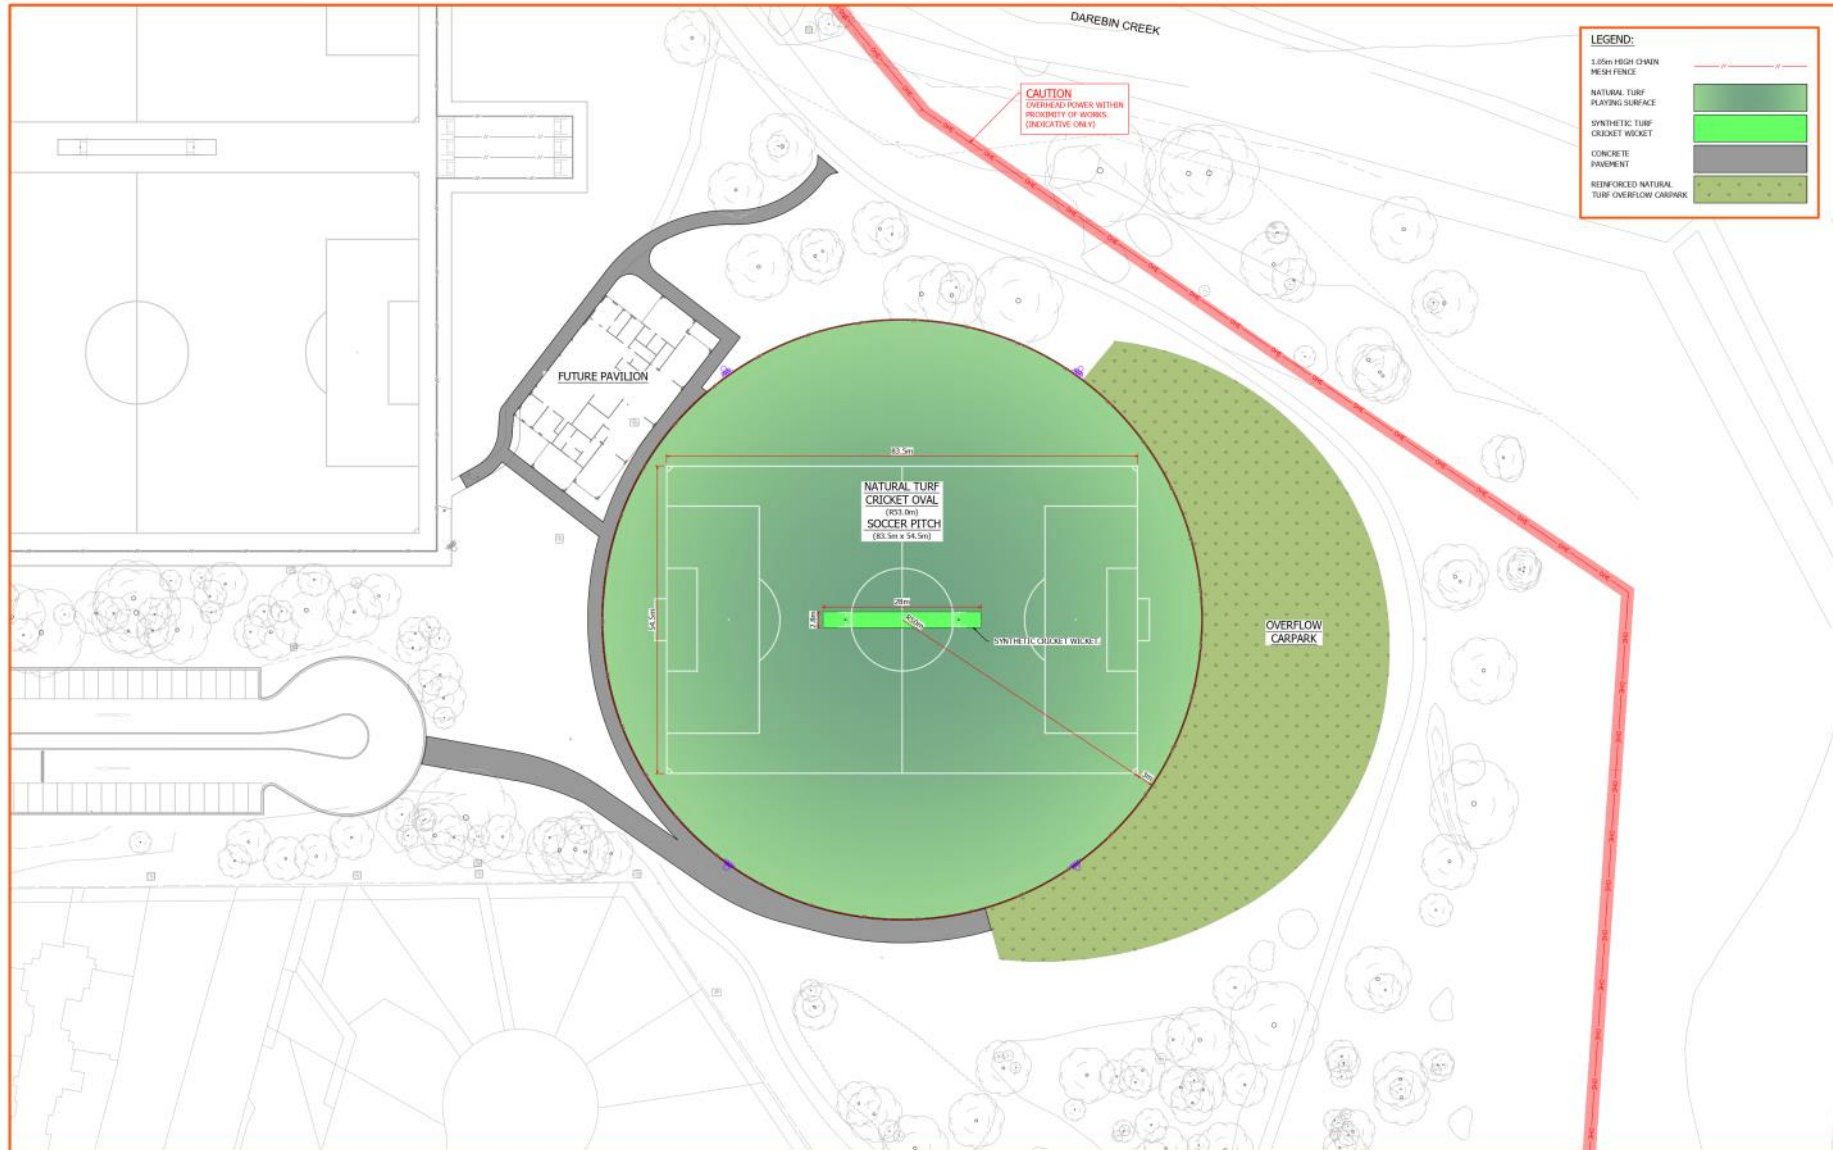 DAREBIN CREEK
LEGEND:
1.05m HIGH CHAIN
MESH FENCE
NATURAL TURF
PLAYING SURFACE
SYNTHETIC TURF
CRICKET WICKET
CONCRETE
PAVEMENT
REINFORCED NATURAL
TURF OVERFLOW CARPARK
CAUTION
OVERHEAD POWER WITHIN
PROXIMITY OF WORKS
(INDICATIVE ONLY)
FUTURE PAVILION
83.5m
NATURAL TURF
CRICKET OVAL
(R53.0m)
SOCCER PITCH
(83.5m x 54.5m)
54.5m
28m
2.8m
R50m
SYNTHETIC CRICKET WICKET
OVERFLOW
CARPARK
3m